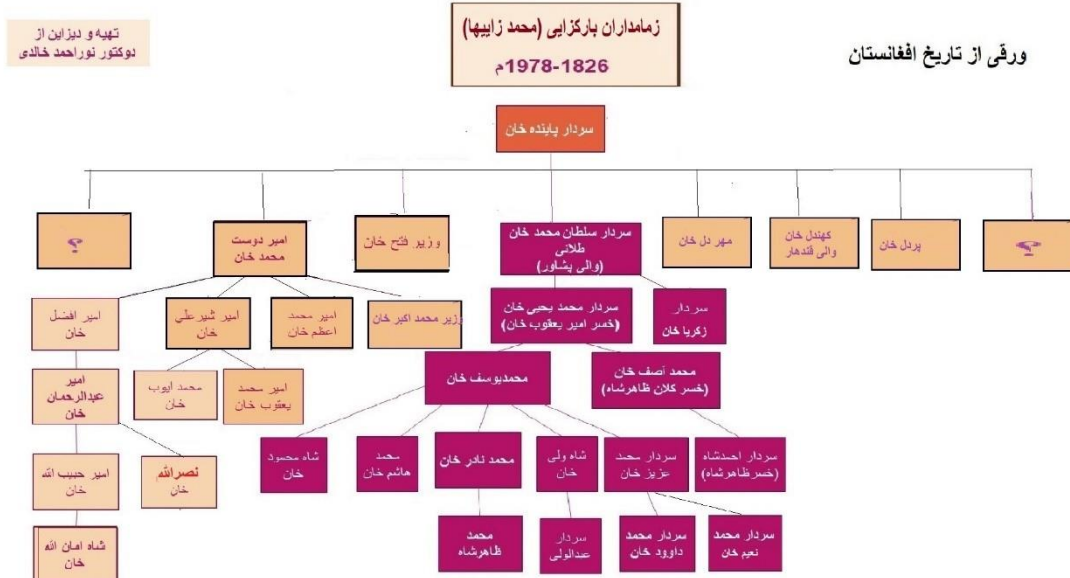 ورقی از تاریخ افغانستان
زمامداران بارکزایی (محمد زاییها)
1978-1826م
تهیه و دیزاین از
دوکتور نوراحمد خالدی
سردار پاینده خان
؟
پردل خان
کهندل خان
والی قندهار
مهر دل خان
سردار سلطان محمد خان
طلائی
(والی پشاور)
وزیر فتح خان
امیر دوست
محمد خان
؟
سردار
زکریا خان
سردار محمد یحیی خان
(خسر امیر یعقوب خان)
وزیر محمد اکبر خان
امیر محمد
اعظم خان
امیر شیرعلی
خان
امیر افضل
خان
محمد آصف خان
(خسر کلان ظاهرشاه)
محمدیوسف خان
امیر محمد
یعقوب خان
محمد ایوب
خان
امیر
عبدالرحمان
خان
سردار احمدشاه
(خسرظاهرشاه)
سردار محمد
عزیز خان
شاه ولی
خان
محمد نادر خان
محمد
هاشم خان
شاه محمود
خان
نصرالله
خان
امیر حبیب الله
خان
سردار محمد
نعیم خان
سردار محمد
داوود خان
سردار
عبدالولی
محمد
ظاهرشاه
شاه امان الله
خان